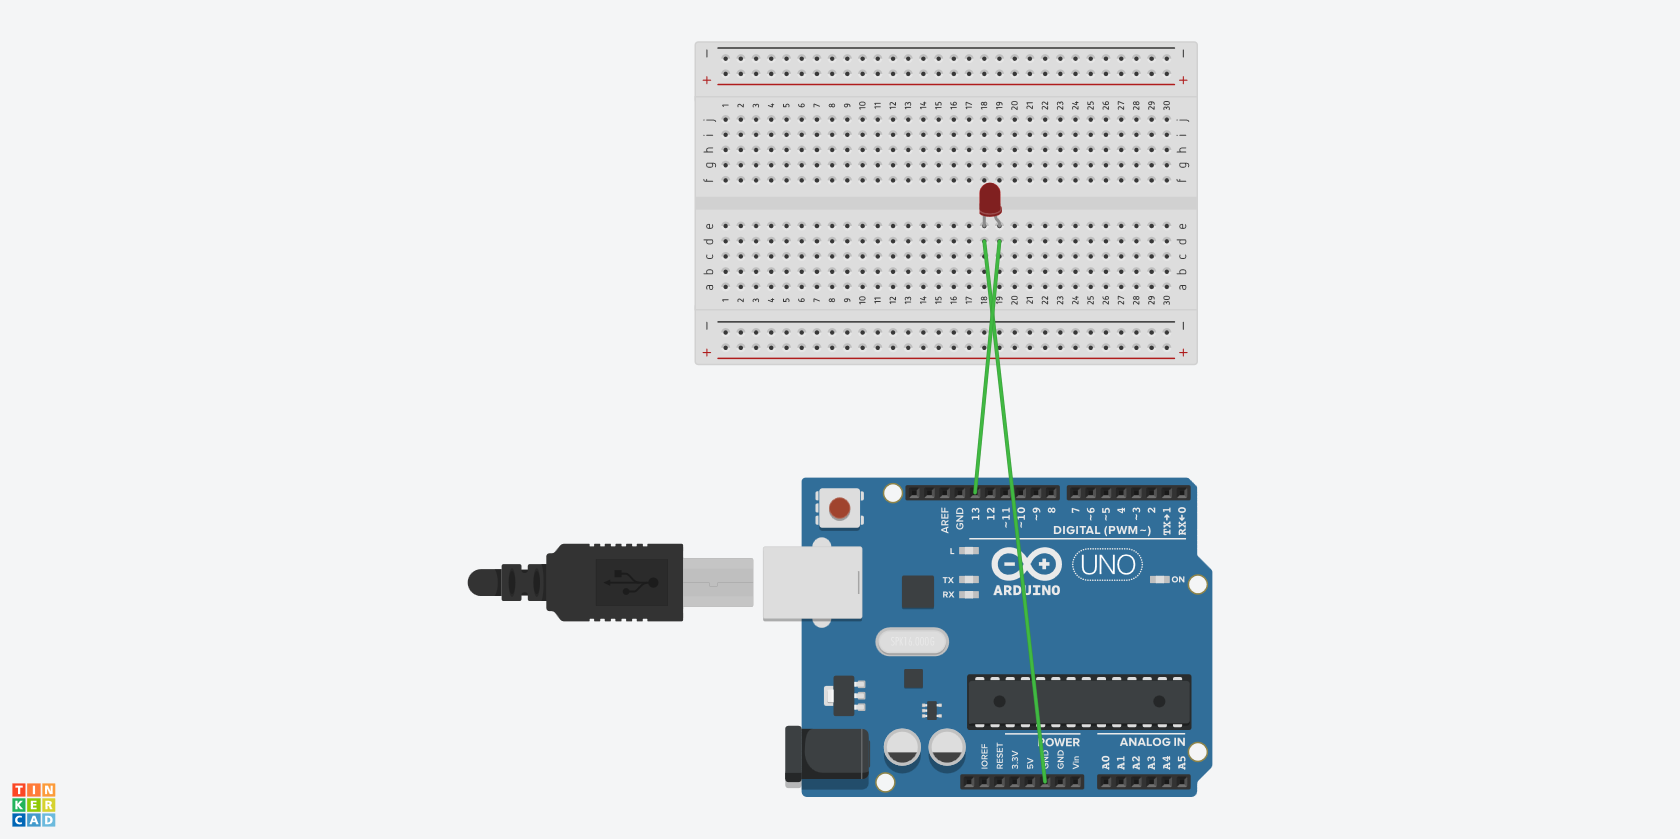 − −
+ +
1 2 3 4 5 6 7 8 9 10 11 12 13 14 15 16 17 18 19 20 21 22 23 24 25 26 27 28 29 30
j j
i i
h h
g g
f f
e e
d d
c c
b b
a a
1 2 3 4 5 6 7 8 9 10 11 12 13 14 15 16 17 18 19 20 21 22 23 24 25 26 27 28 29 30
− −
+ +
AREF GND 13 12 ~11 ~10 ~9 8 7 ~6 ~5 4 ~3 2 TX→1 RX←0
DIGITAL (PWM~)
L
UNO
TX ON
RX ARDUINO
POWER ANALOG IN
IOREF RESET 3.3V 5V GND GND Vin A0 A1 A2 A3 A4 A5
TIN
KER
CAD